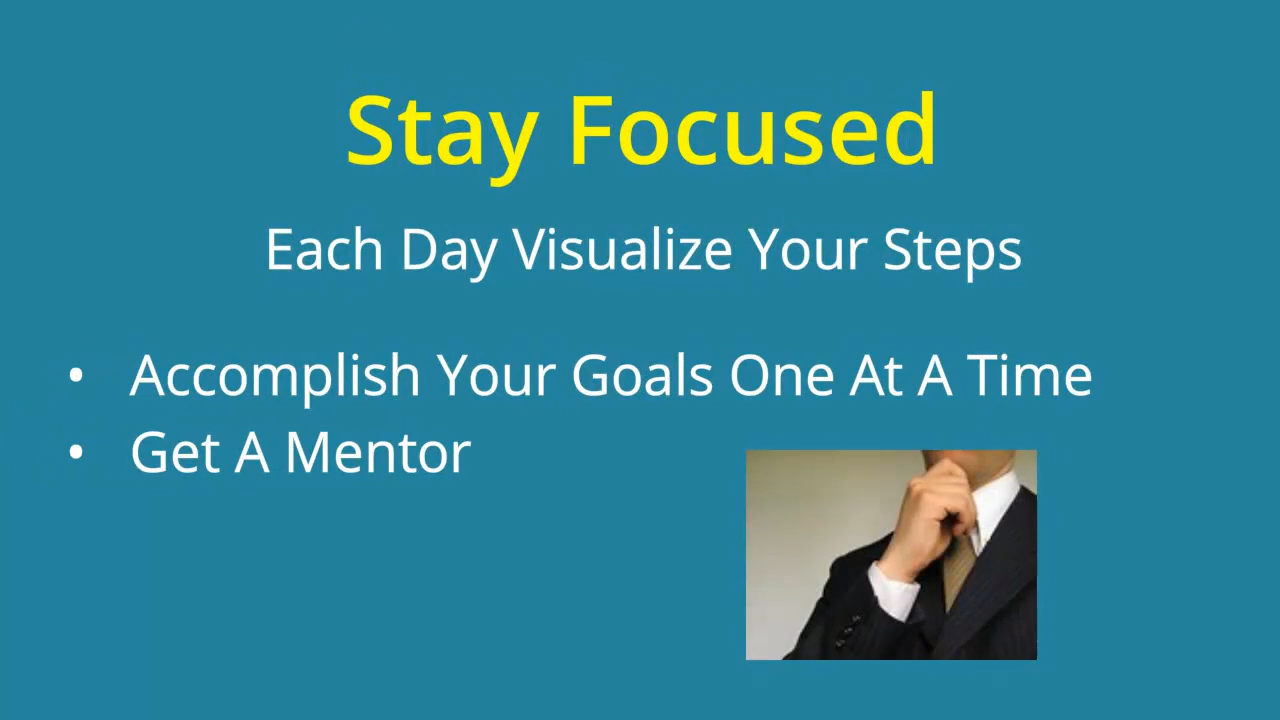 Stay Focused
Each Day Visualize Your Steps
• Accomplish Your Goals One At A Time
• Get A Mentor